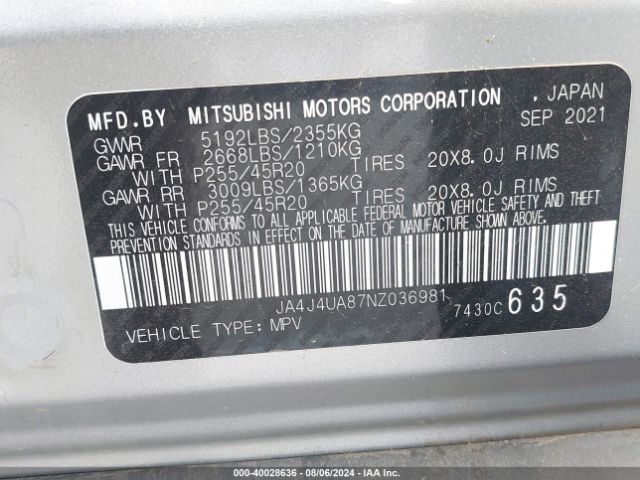 MFD.BY MITSUBISHI MOTORS CORPORATION , JAPAN
GVWR 5192LBS/2355KG SEP 2021
GAWR FR 2668LBS/1210KG
WITH P255/45R20 TIRES 20X8.0J RIMS
GAWR RR 3009LBS/1365KG
WITH P255/45R20 TIRES 20X8.0J RIMS
THIS VEHICLE CONFORMS TO ALL APPLICABLE FEDERAL MOTOR VEHICLE SAFETY AND THEFT
PREVENTION STANDARDS IN EFFECT ON THE DATE OF MANUFACTURE SHOWN ABOVE.
JA4J4UA87NZ036981 7430C 635
VEHICLE TYPE: MPV
000-40028636 - 08/06/2024 - IAA Holdings, LLC.